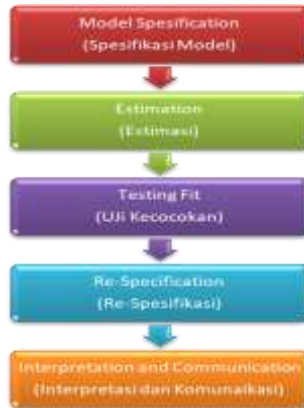 Model Spesification
(Spesifikasi Model)
Estimation
(Estimasi)
Testing Fit
(UJi Kecocokan)
Re-Specification
(Re-Spesifikasi)
Interpretation and Communication
(Interpretasi dan Komunaikasi)